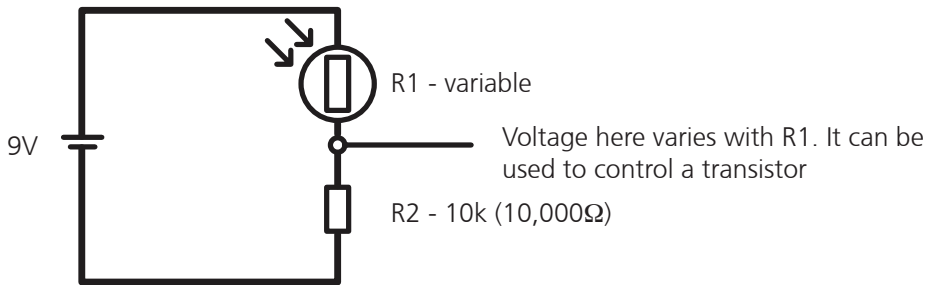 R1 - variable
9V
Voltage here varies with R1. It can be
used to control a transistor
R2 - 10k (10,000Ω)